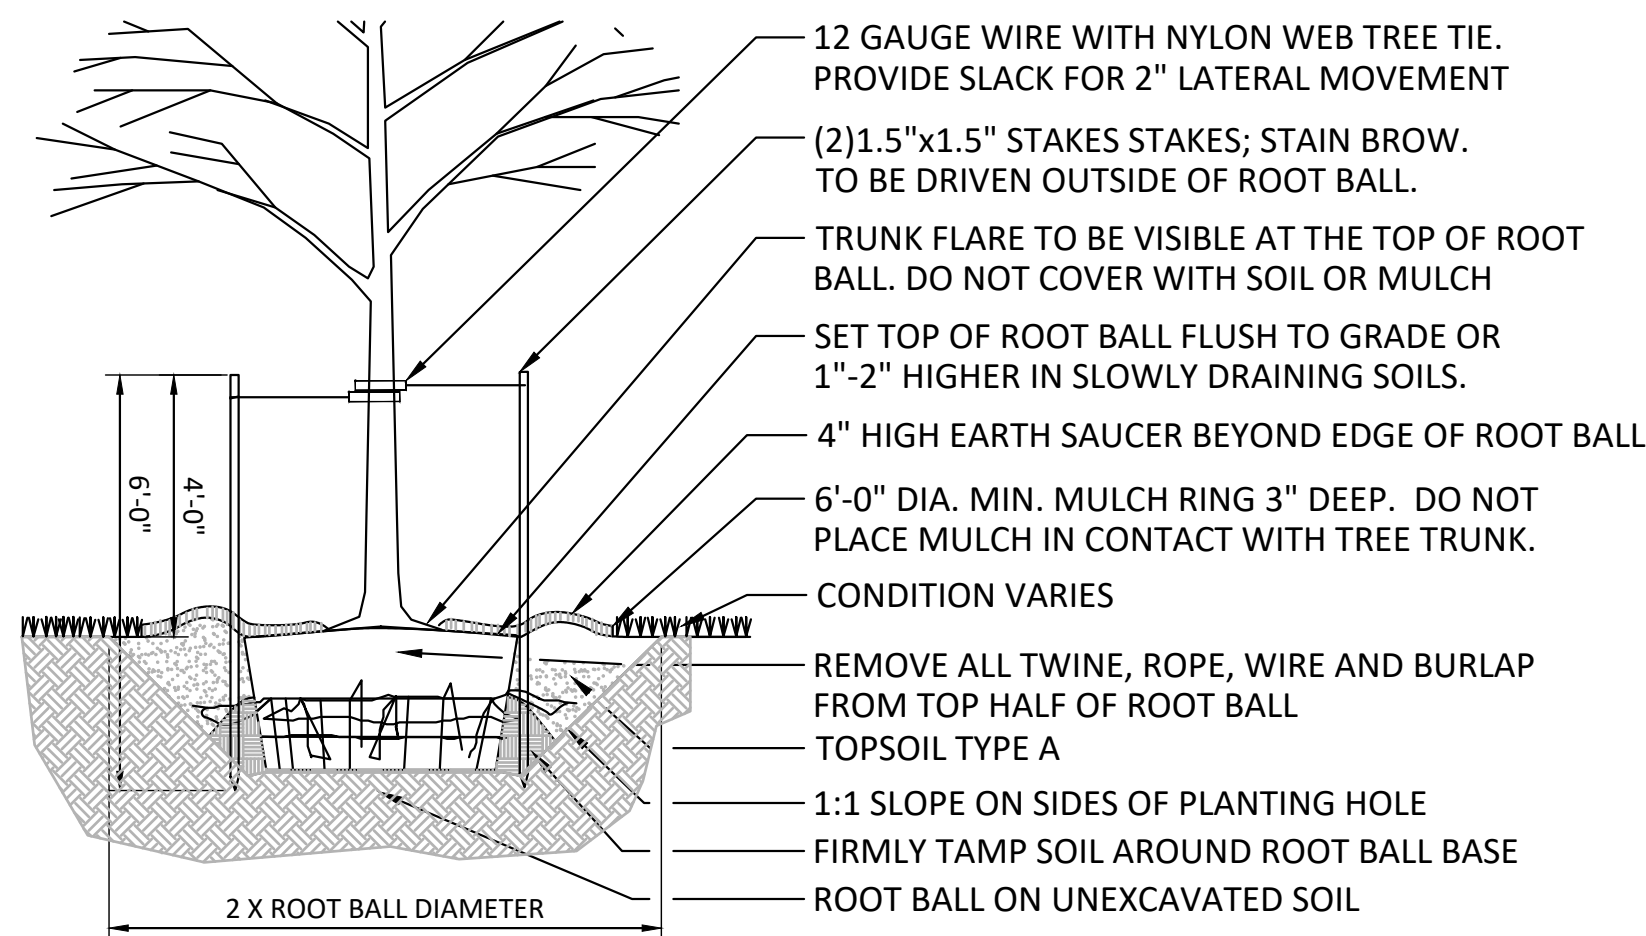 12 GAUGE WIRE WITH NYLON WEB TREE TIE.
PROVIDE SLACK FOR 2" LATERAL MOVEMENT
(2)1.5"x1.5" STAKES STAKES; STAIN BROW.
TO BE DRIVEN OUTSIDE OF ROOT BALL.
TRUNK FLARE TO BE VISIBLE AT THE TOP OF ROOT
BALL. DO NOT COVER WITH SOIL OR MULCH
SET TOP OF ROOT BALL FLUSH TO GRADE OR
1"-2" HIGHER IN SLOWLY DRAINING SOILS.
4" HIGH EARTH SAUCER BEYOND EDGE OF ROOT BALL
6'-0" DIA. MIN. MULCH RING 3" DEEP. DO NOT
PLACE MULCH IN CONTACT WITH TREE TRUNK.
CONDITION VARIES
REMOVE ALL TWINE, ROPE, WIRE AND BURLAP
FROM TOP HALF OF ROOT BALL
TOPSOIL TYPE A
1:1 SLOPE ON SIDES OF PLANTING HOLE
FIRMLY TAMP SOIL AROUND ROOT BALL BASE
ROOT BALL ON UNEXCAVATED SOIL
6'-0"
4'-0"
2 X ROOT BALL DIAMETER